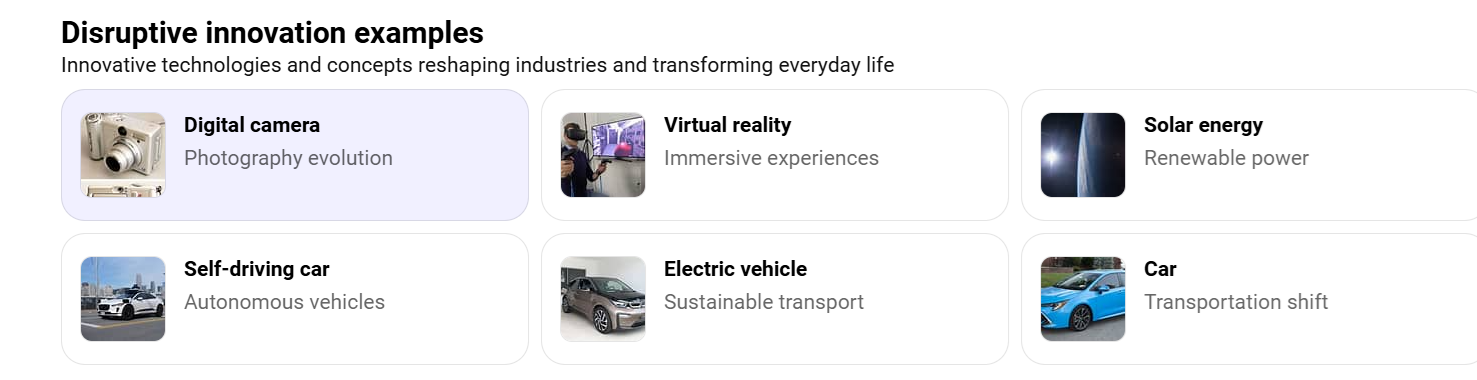 Disruptive innovation examples
Innovative technologies and concepts reshaping industries and transforming everyday life
Digital camera
Photography evolution
Virtual reality
Immersive experiences
Solar energy
Renewable power
Self-driving car
Autonomous vehicles
Electric vehicle
Sustainable transport
Car
Transportation shift